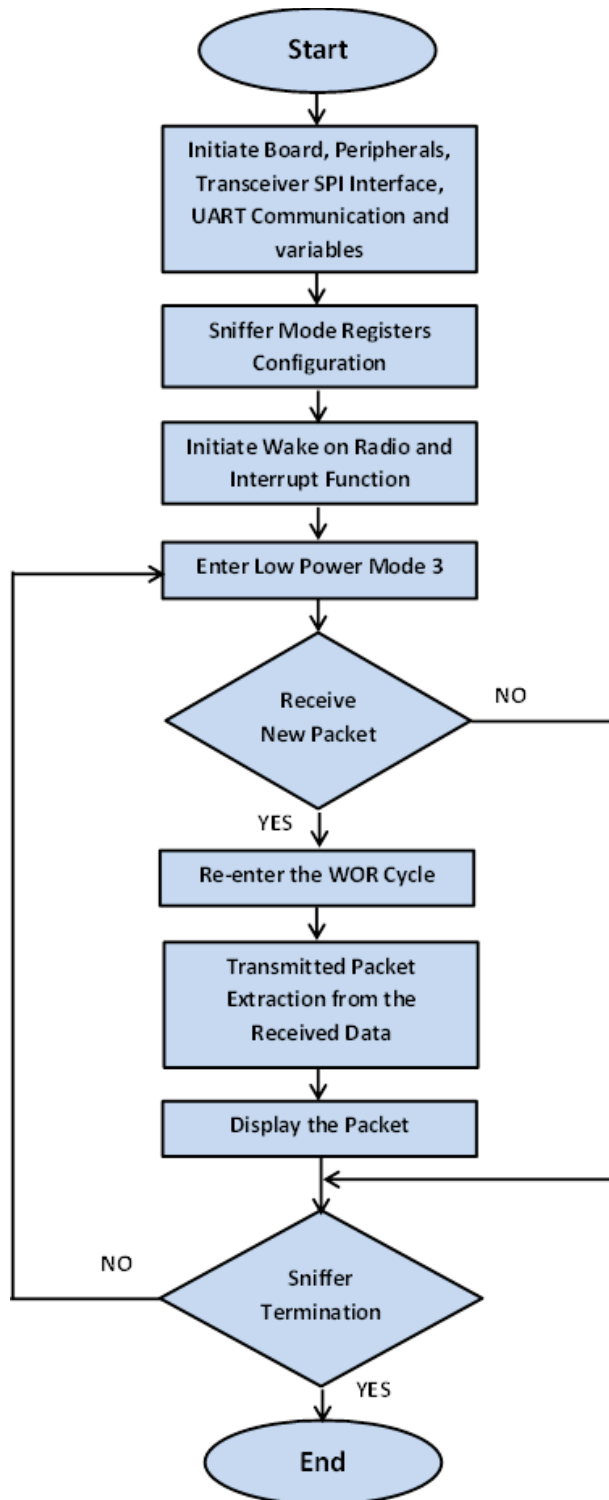 Start
Initiate Board, Peripherals,
Transceiver SPI Interface,
UART Communication and
variables
Sniffer Mode Registers
Configuration
Initiate Wake on Radio and
Interrupt Function
Enter Low Power Mode 3
Receive
New Packet
NO
YES
Re-enter the WOR Cycle
Transmitted Packet
Extraction from the
Received Data
Display the Packet
NO
Sniffer
Termination
YES
End